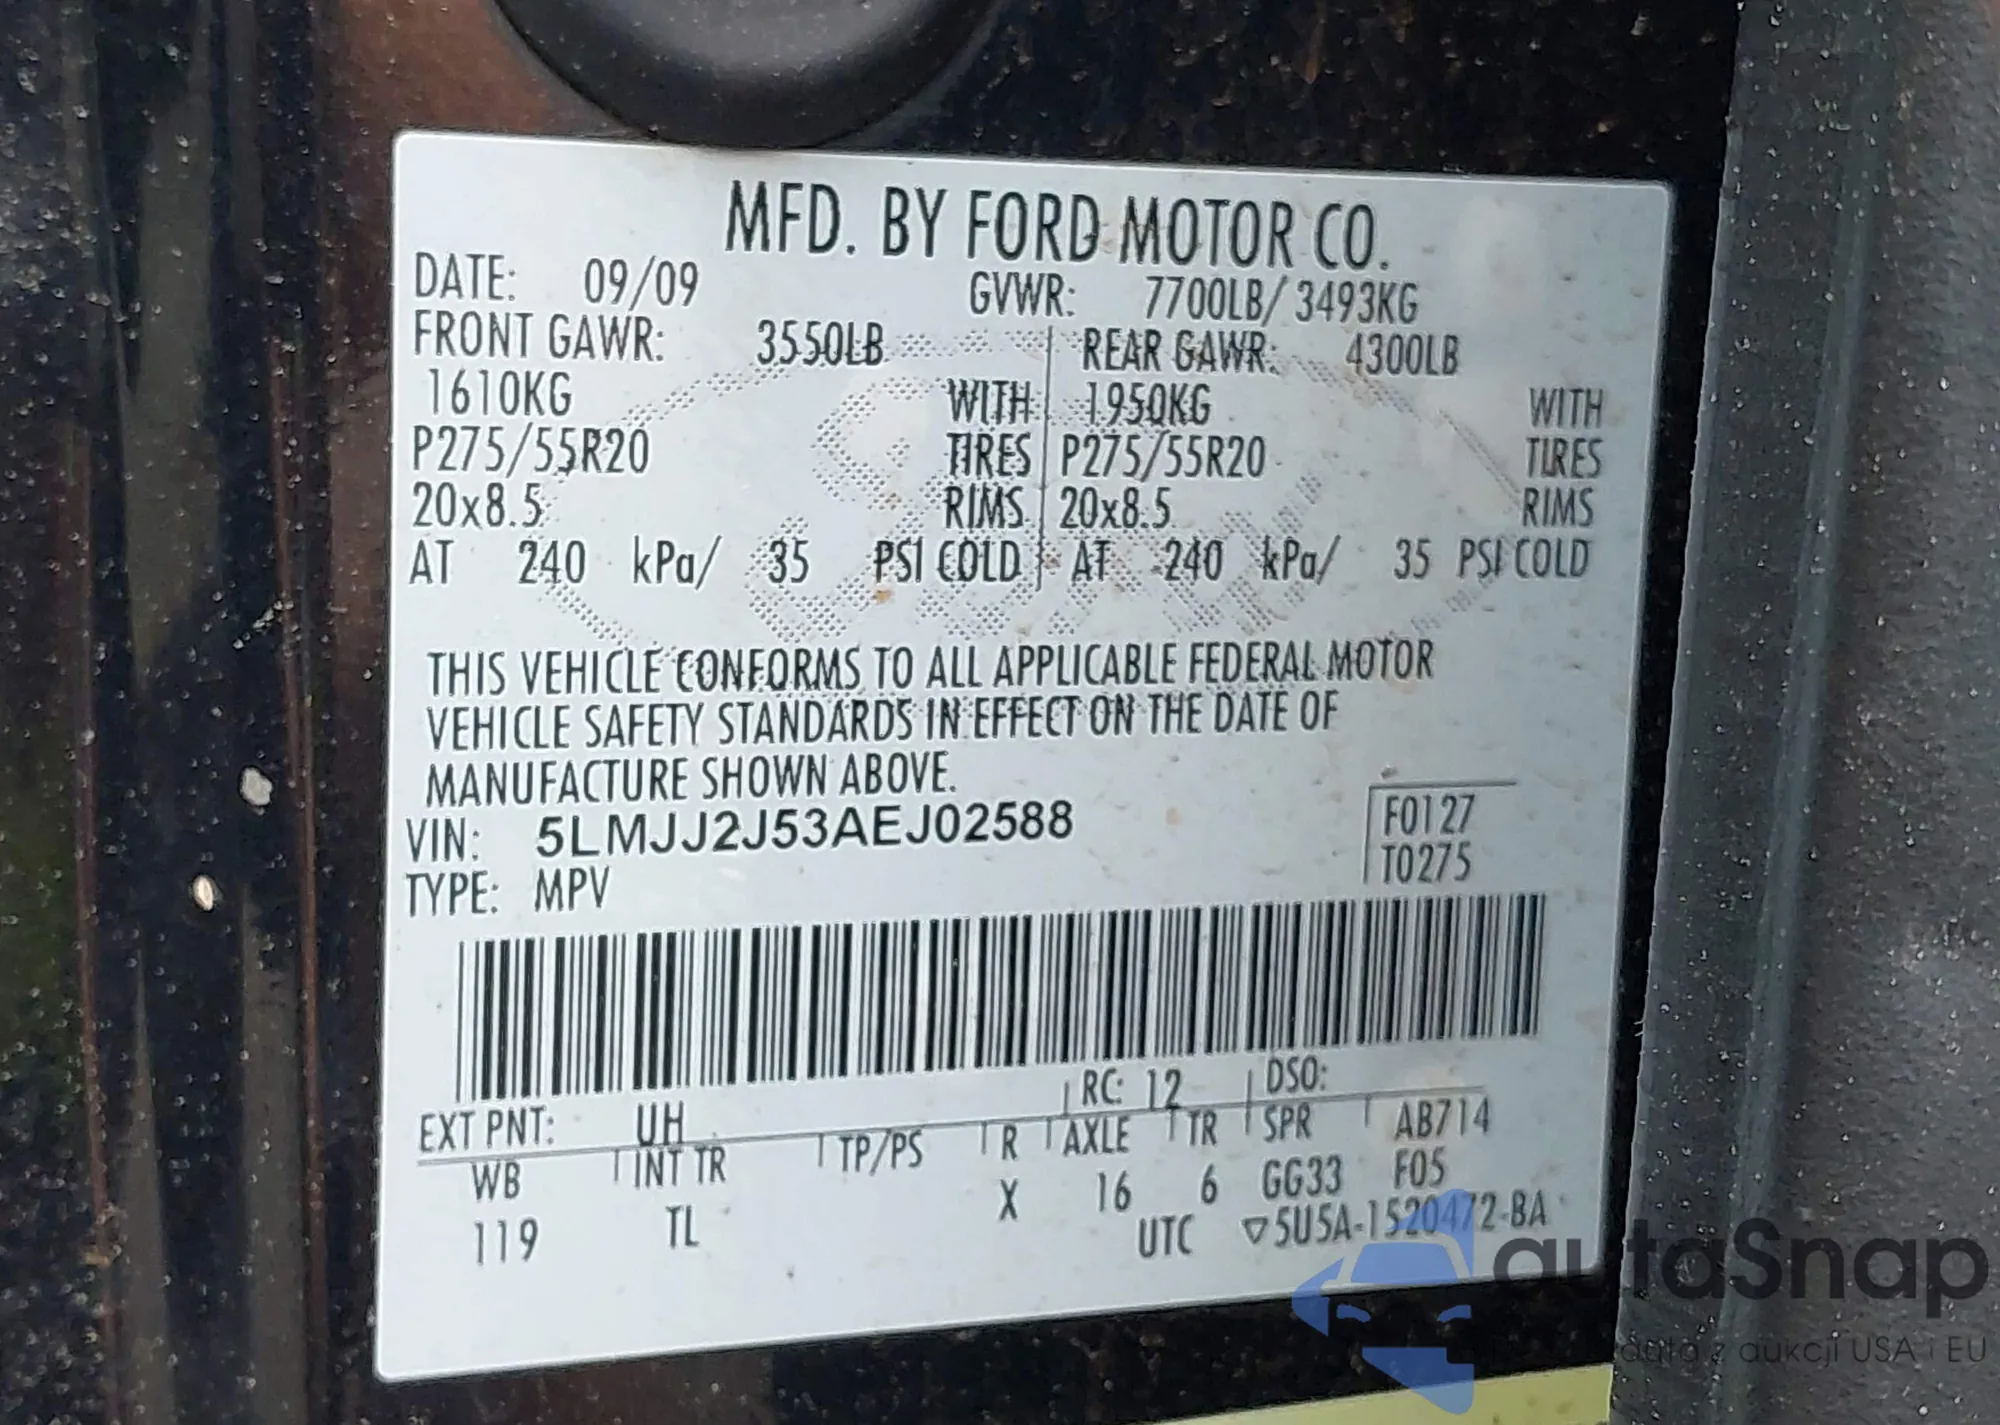 MFD. BY FORD MOTOR CO.
DATE: 09/09 GVWR: 7700LB/ 3493KG
FRONT GAWR: 3550LB REAR GAWR: 4300LB
1610KG WITH 1950KG WITH
P275/55R20 TIRES P275/55R20 TIRES
20x8.5 RIMS 20x8.5 RIMS
AT 240 kPa/ 35 PSI COLD AT 240 kPa/ 35 PSI COLD
THIS VEHICLE CONFORMS TO ALL APPLICABLE FEDERAL MOTOR
VEHICLE SAFETY STANDARDS IN EFFECT ON THE DATE OF
MANUFACTURE SHOWN ABOVE.
VIN: 5LMJJ2J53AEJ02588 F0127
TYPE: MPV T0275
EXT PNT: UH RC: 12 DSO:
WB INT TR TP/PS R AXLE TR SPR AB714
119 TL X 16 6 GG33 F05
UTC ▽5U5A-1520472-BA
autoSnap
auta z aukcji USA i EU